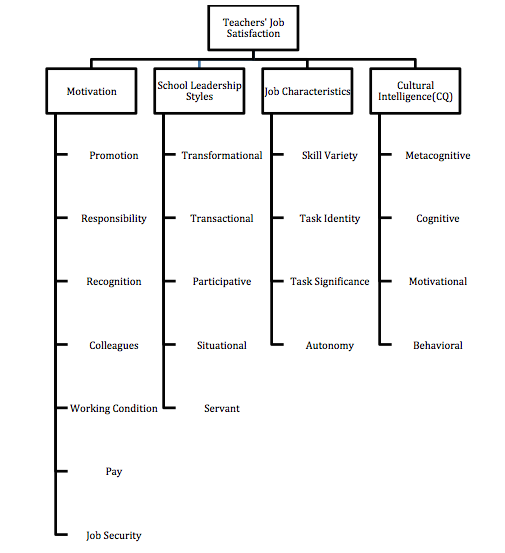 Teachers' Job
Satisfaction
Motivation
School Leadership
Styles
Job Characteristics
Cultural
Intelligence(CQ)
Promotion
Responsibility
Recognition
Colleagues
Working Condition
Pay
Job Security
Transformational
Transactional
Participative
Situational
Servant
Skill Variety
Task Identity
Task Significance
Autonomy
Metacognitive
Cognitive
Motivational
Behavioral